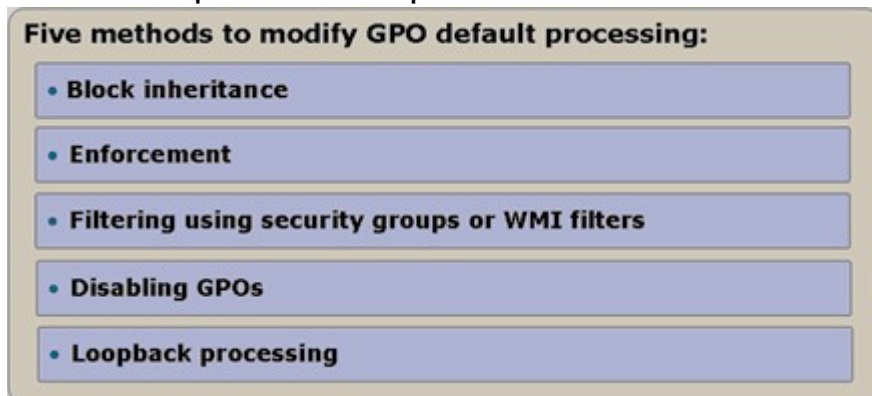 Five methods to modify GPO default processing:
• Block inheritance
• Enforcement
• Filtering using security groups or WMI filters
• Disabling GPOs
• Loopback processing